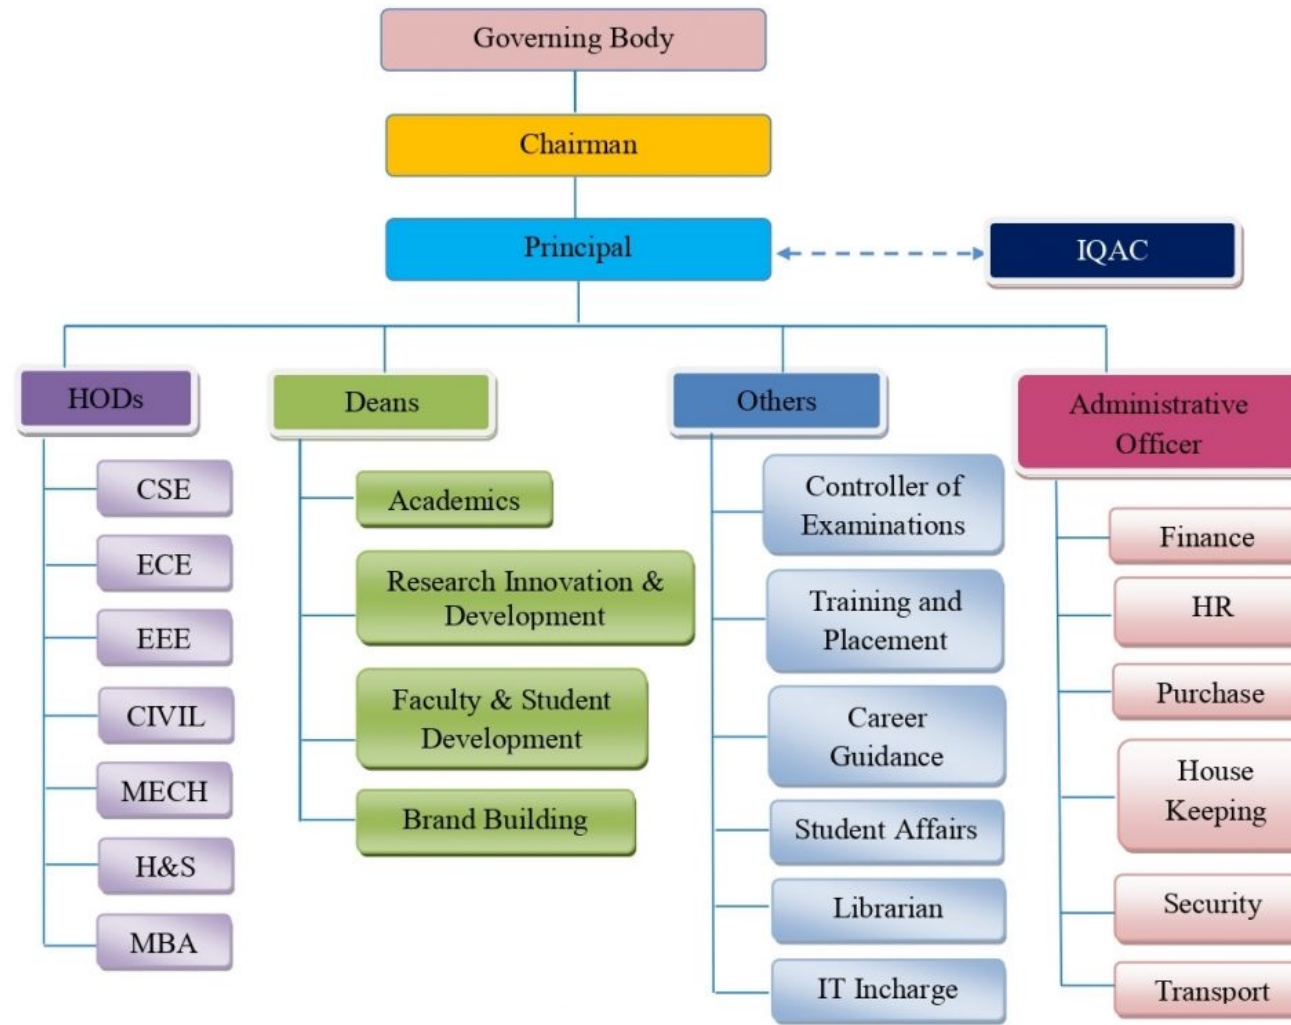 Governing Body
Chairman
Principal
IQAC
HODs
CSE
ECE
EEE
CIVIL
MECH
H&S
MBA
Deans
Academics
Research Innovation &
Development
Faculty & Student
Development
Brand Building
Others
Controller of
Examinations
Training and
Placement
Career
Guidance
Student Affairs
Librarian
IT Incharge
Administrative
Officer
Finance
HR
Purchase
House
Keeping
Security
Transport